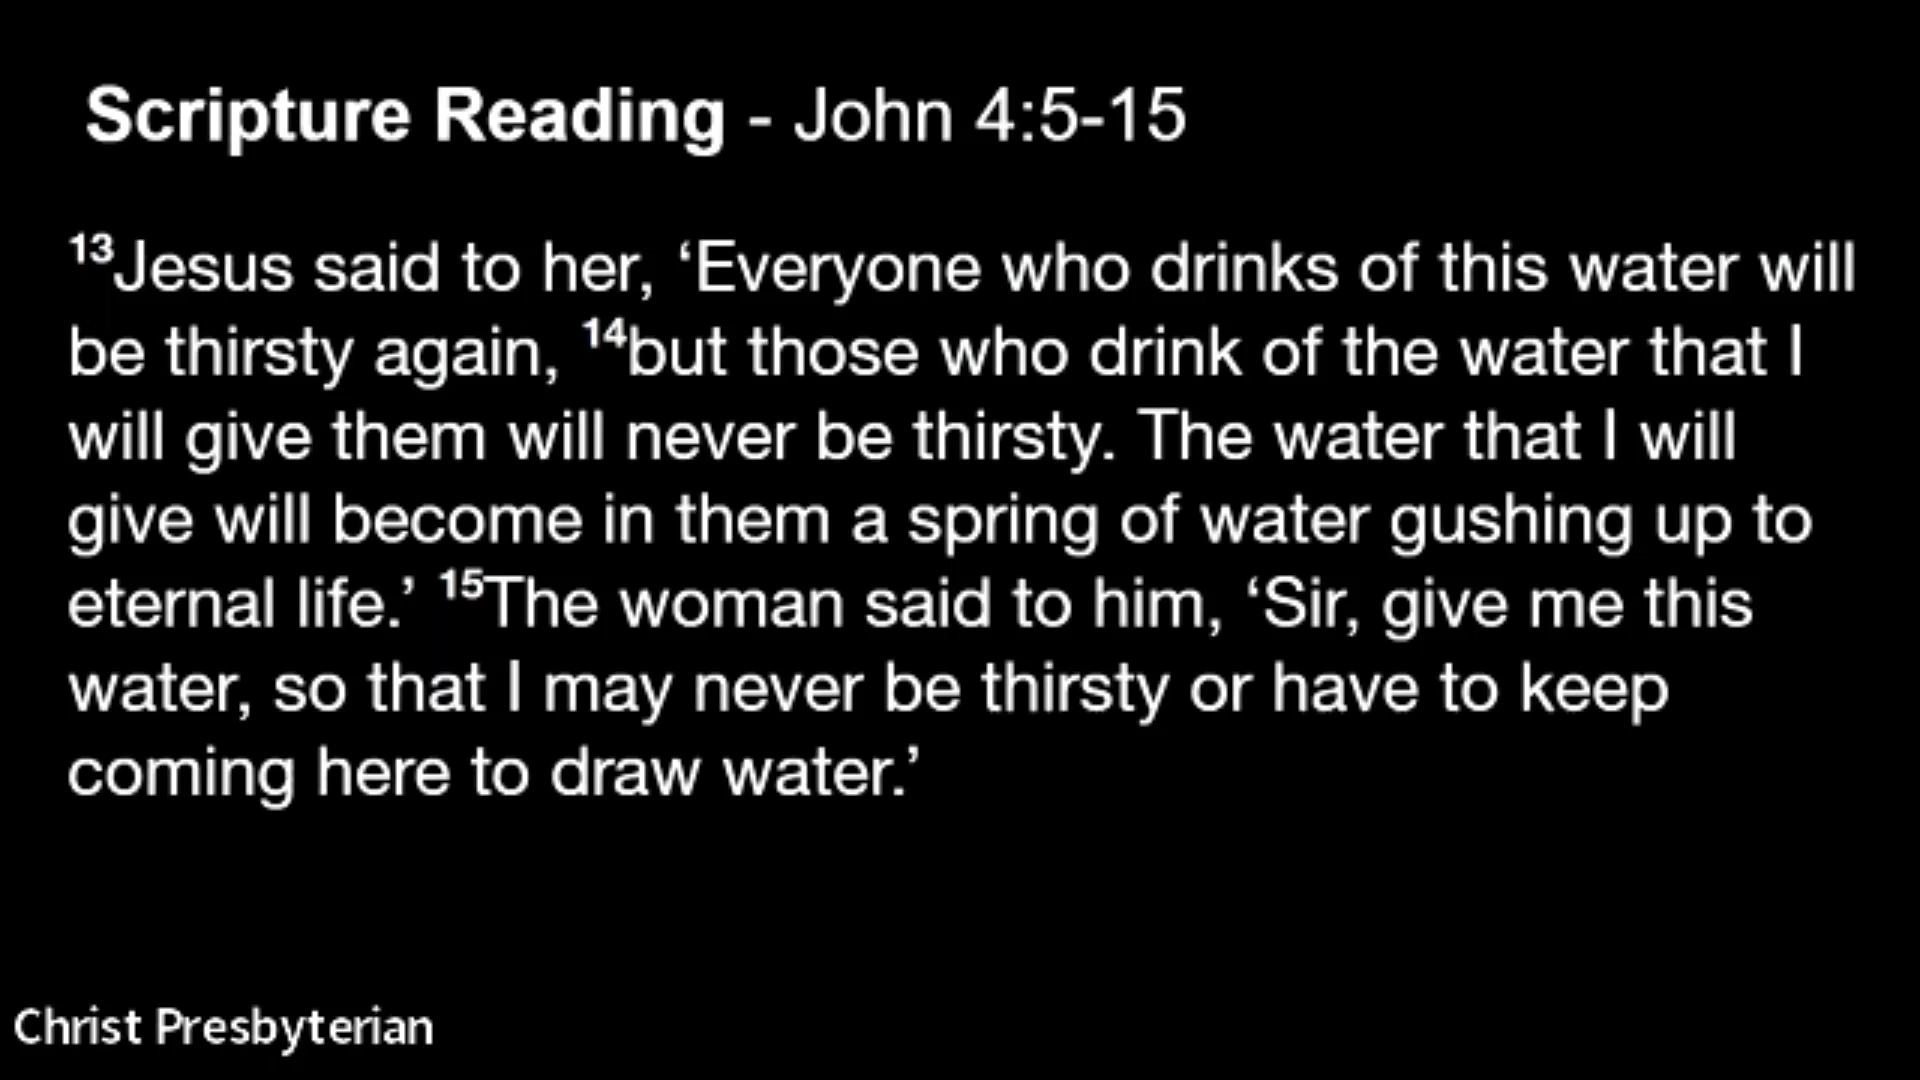 Scripture Reading - John 4:5-15
¹³Jesus said to her, ‘Everyone who drinks of this water will
be thirsty again, ¹⁴but those who drink of the water that I
will give them will never be thirsty. The water that I will
give will become in them a spring of water gushing up to
eternal life.’ ¹⁵The woman said to him, ‘Sir, give me this
water, so that I may never be thirsty or have to keep
coming here to draw water.’
Christ Presbyterian